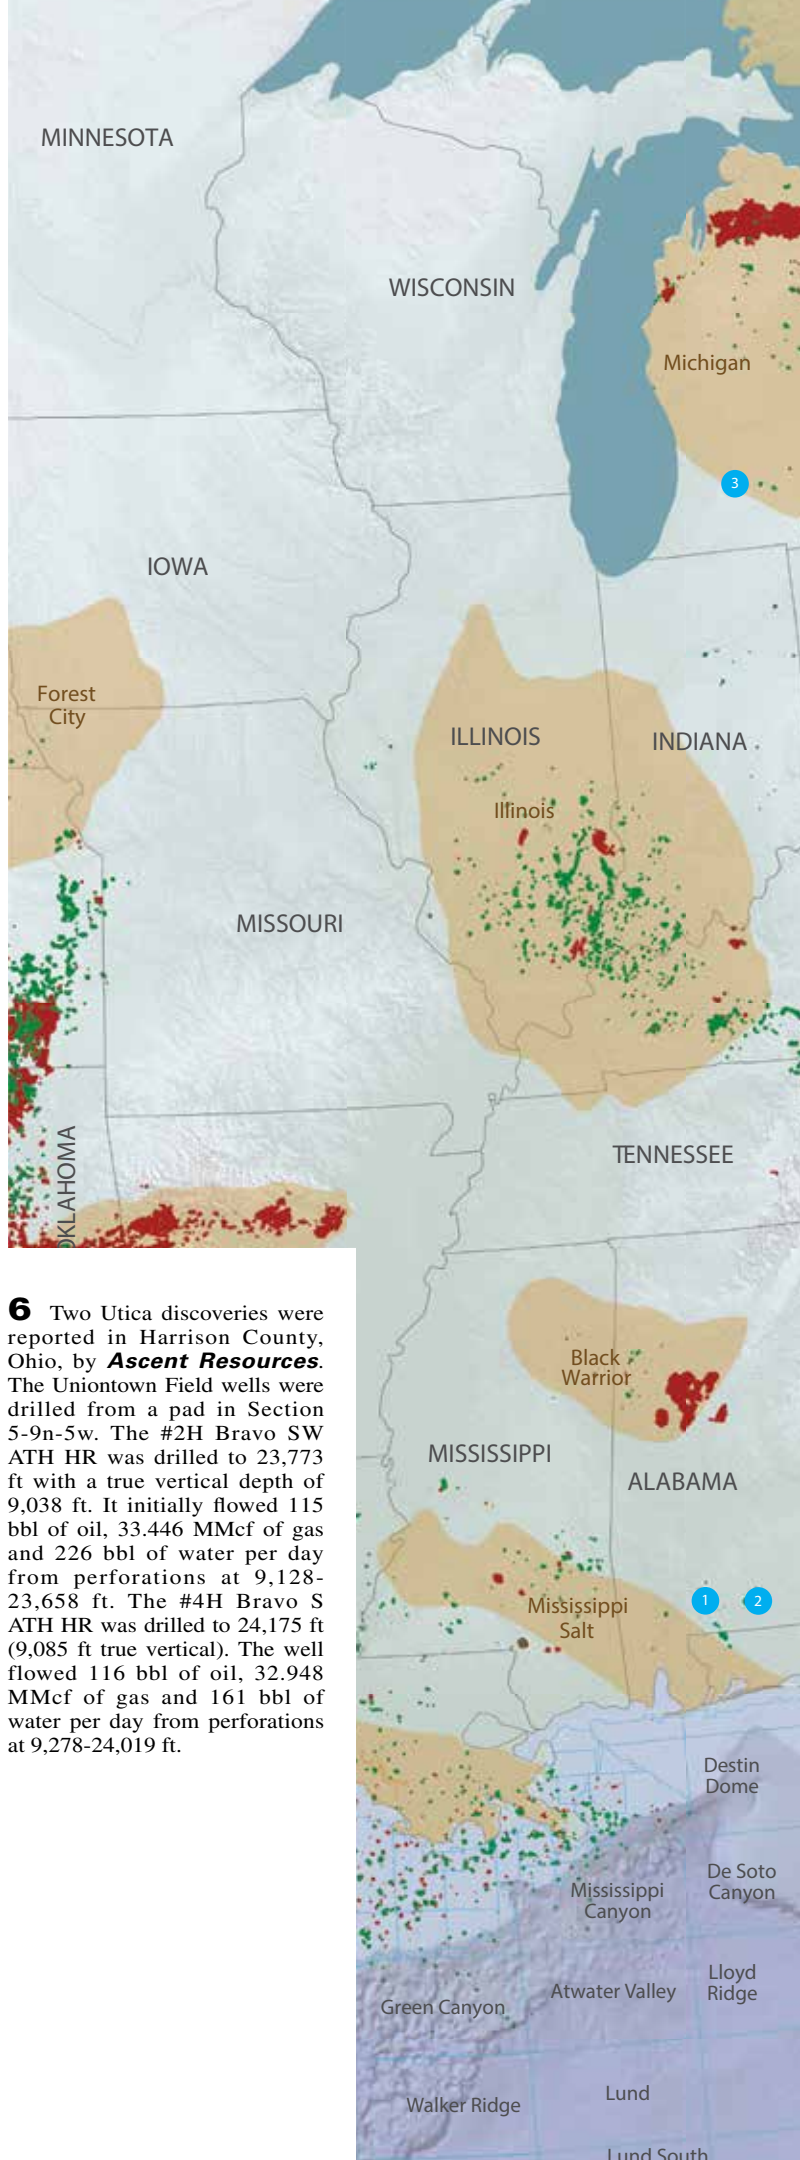 MINNESOTA
WISCONSIN
Michigan
3
IOWA
Forest
City
ILLINOIS
INDIANA
Illinois
MISSOURI
TENNESSEE
OKLAHOMA
Black
Warrior
MISSISSIPPI
ALABAMA
1
2
Mississippi
Salt
Destin
Dome
De Soto
Canyon
Mississippi
Canyon
Lloyd
Ridge
Atwater Valley
Green Canyon
Lund
Walker Ridge
Lund South
6 Two Utica discoveries were
reported in Harrison County,
Ohio, by Ascent Resources.
The Uniontown Field wells were
drilled from a pad in Section
5-9n-5w. The #2H Bravo SW
ATH HR was drilled to 23,773
ft with a true vertical depth of
9,038 ft. It initially flowed 115
bbl of oil, 33.446 MMcf of gas
and 226 bbl of water per day
from perforations at 9,128-
23,658 ft. The #4H Bravo S
ATH HR was drilled to 24,175 ft
(9,085 ft true vertical). The well
flowed 116 bbl of oil, 32.948
MMcf of gas and 161 bbl of
water per day from perforations
at 9,278-24,019 ft.